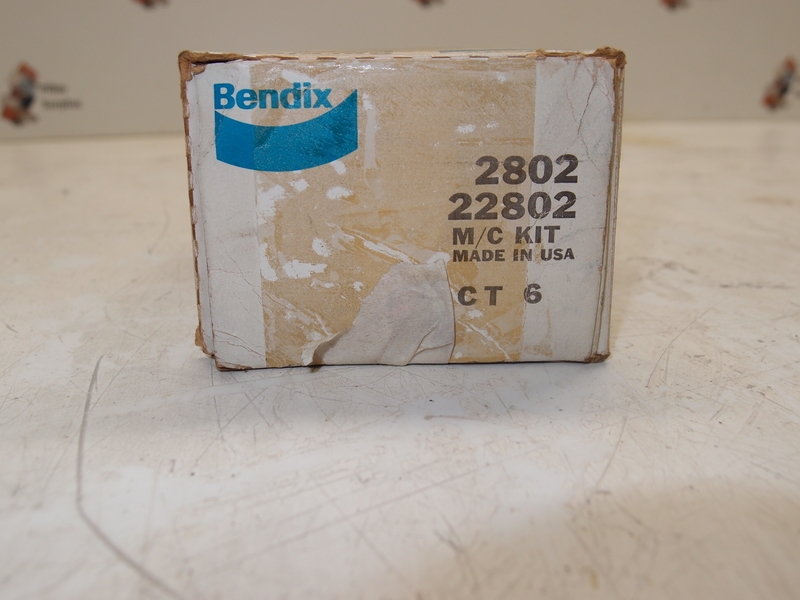 Bendix
2802
22802
M/C KIT
MADE IN USA
CT 6